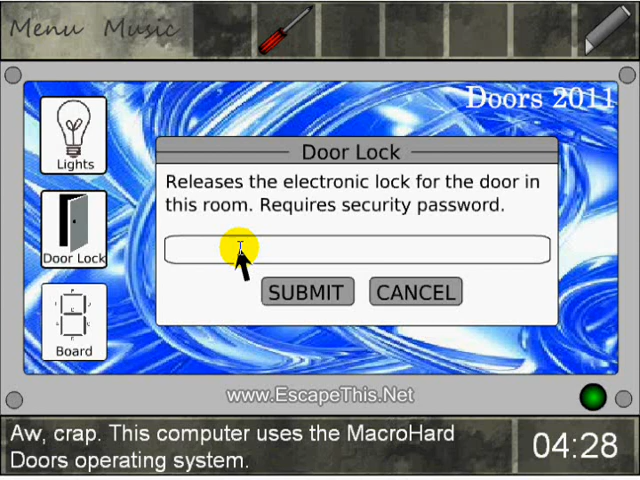 Menu Music
Doors 2011
Lights
Door Lock
Releases the electronic lock for the door in
this room. Requires security password.
Door Lock
SUBMIT CANCEL
Board
www.EscapeThis.Net
Aw, crap. This computer uses the MacroHard
Doors operating system.
04:28